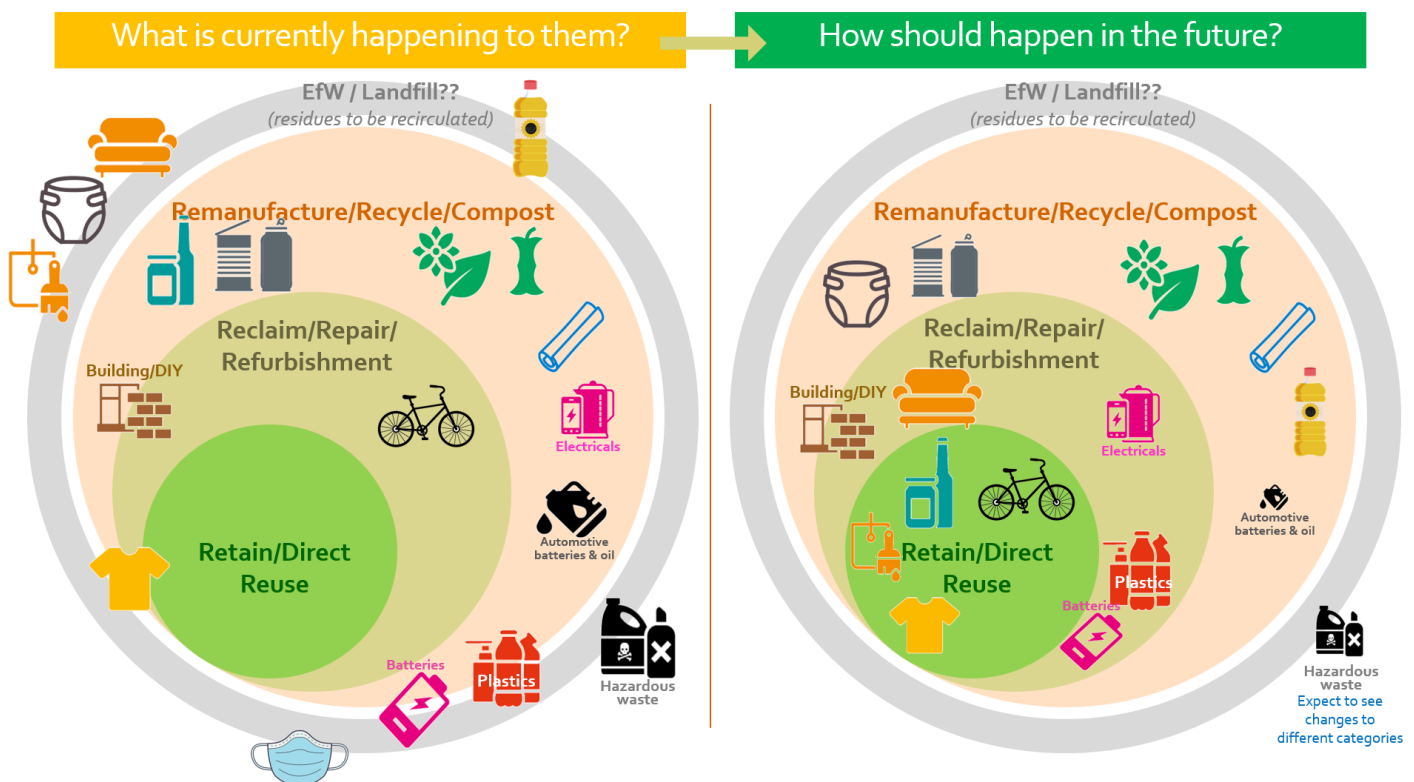 What is currently happening to them?
How should happen in the future?
EfW / Landfill??
(residues to be recirculated)
Remanufacture/Recycle/Compost
Reclaim/Repair/
Refurbishment
Building/DIY
Electricals
Automotive
batteries & oil
Retain/Direct
Reuse
Batteries
Plastics
Hazardous
waste
EfW / Landfill??
(residues to be recirculated)
Remanufacture/Recycle/Compost
Reclaim/Repair/
Refurbishment
Building/DIY
Electricals
Automotive
batteries & oil
Retain/Direct
Reuse
Plastics
Batteries
Hazardous
waste
Expect to see
changes to
different categories